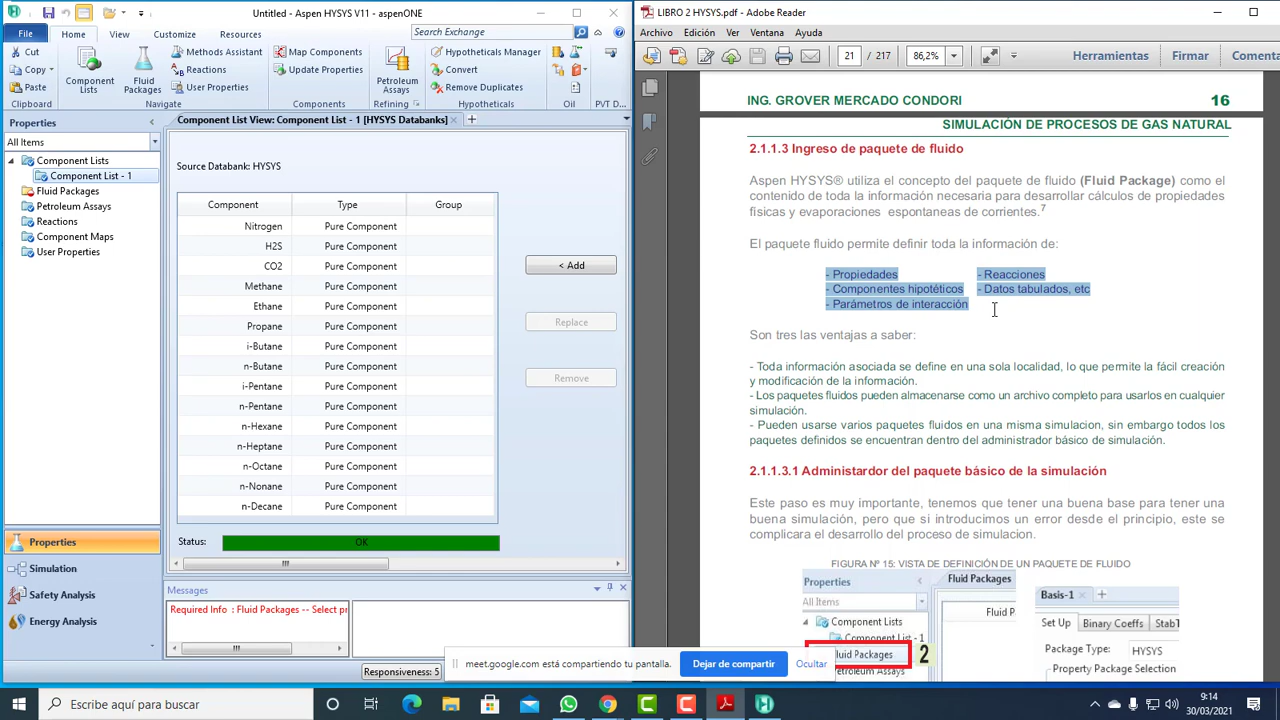 Untitled - Aspen HYSYS V11 - aspenONE
File
Home
View
Customize
Resources
Search Exchange
Cut
Copy
Paste
Clipboard
Component
Lists
Fluid
Packages
Methods Assistant
Reactions
User Properties
Navigate
Map Components
Update Properties
Components
Petroleum
Assays
Refining
Hypotheticals Manager
Convert
Remove Duplicates
Hypotheticals
Oil
PVT D...
Properties
All Items
Component Lists
Component List - 1
Fluid Packages
Petroleum Assays
Reactions
Component Maps
User Properties
Properties
Simulation
Safety Analysis
Energy Analysis
Component List View: Component List - 1 [HYSYS Databanks]
Source Databank: HYSYS
Component Type Group
Nitrogen Pure Component
H2S Pure Component
CO2 Pure Component
Methane Pure Component
Ethane Pure Component
Propane Pure Component
i-Butane Pure Component
n-Butane Pure Component
i-Pentane Pure Component
n-Pentane Pure Component
n-Hexane Pure Component
n-Heptane Pure Component
n-Octane Pure Component
n-Nonane Pure Component
n-Decane Pure Component
< Add
Replace
Remove
Status: OK
Messages
Required Info : Fluid Packages -- Select pr
Responsiveness: 5
LIBRO 2 HYSYS.pdf - Adobe Reader
Archivo Edición Ver Ventana Ayuda
21 / 217
86,2%
Herramientas
Firmar
Comenta
ING. GROVER MERCADO CONDORI 16
SIMULACIÓN DE PROCESOS DE GAS NATURAL
2.1.1.3 Ingreso de paquete de fluido
Aspen HYSYS® utiliza el concepto del paquete de fluido (Fluid Package) como el
contenido de toda la información necesaria para desarrollar cálculos de propiedades
físicas y evaporaciones espontaneas de corrientes.7
El paquete fluido permite definir toda la información de:
- Propiedades - Reacciones
- Componentes hipotéticos - Datos tabulados, etc
- Parámetros de interacción
Son tres las ventajas a saber:
- Toda información asociada se define en una sola localidad, lo que permite la fácil creación
y modificación de la información.
- Los paquetes fluidos pueden almacenarse como un archivo completo para usarlos en cualquier
simulación.
- Pueden usarse varios paquetes fluidos en una misma simulacion, sin embargo todos los
paquetes definidos se encuentran dentro del administrador básico de simulación.
2.1.1.3.1 Administardor del paquete básico de la simulación
Este paso es muy importante, tenemos que tener una buena base para tener una
buena simulación, pero que si introducimos un error desde el principio, este se
complicara el desarrollo del proceso de simulacion.
FIGURA Nº 15: VISTA DE DEFINICIÓN DE UN PAQUETE DE FLUIDO
Properties
All Items
Component Lists
Component List - 1
Fluid Packages
Petroleum Assays
2
Fluid Packages
Fluid P
Basis-1
Set Up Binary Coeffs StabT
Package Type: HYSYS
Property Package Selection
meet.google.com está compartiendo tu pantalla.
Dejar de compartir
Ocultar
Escribe aquí para buscar
9:14
30/03/2021